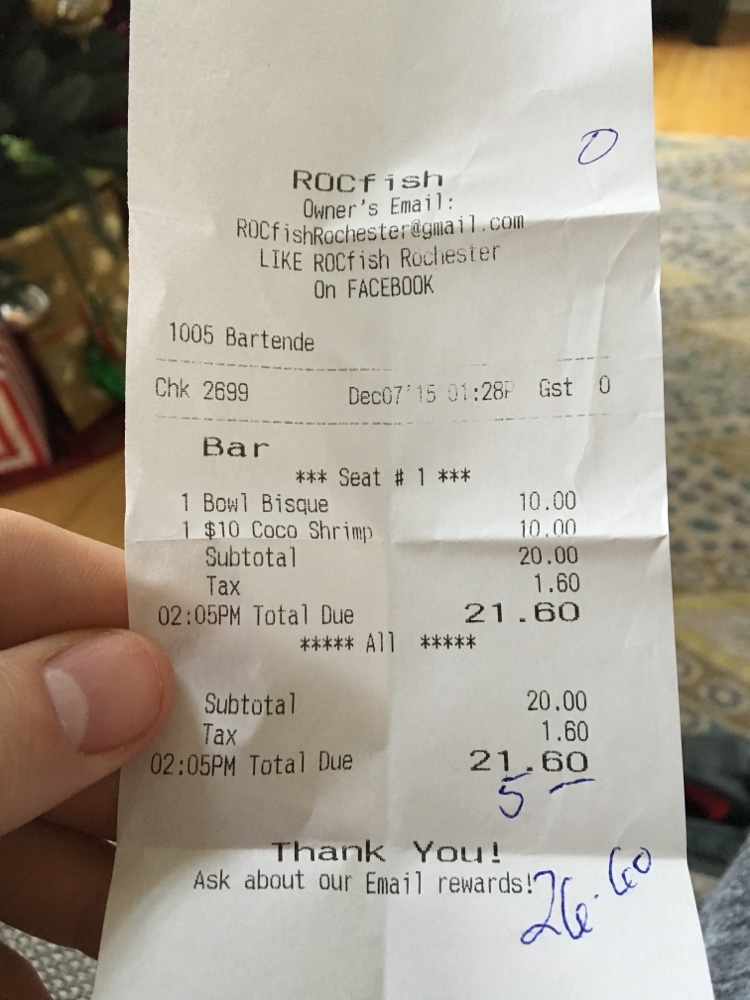 0
ROCfish
Owner's Email:
ROCfishRochester@gmail.com
LIKE ROCfish Rochester
On FACEBOOK
1005 Bartende
Chk 2699 Dec07'15 01:28P Gst 0
Bar
*** Seat # 1 ***
1 Bowl Bisque 10.00
1 $10 Coco Shrimp 10.00
Subtotal 20.00
Tax 1.60
02:05PM Total Due 21.60
***** All *****
Subtotal 20.00
Tax 1.60
02:05PM Total Due 21.60
5 —
Thank You!
Ask about our Email rewards!
26.60